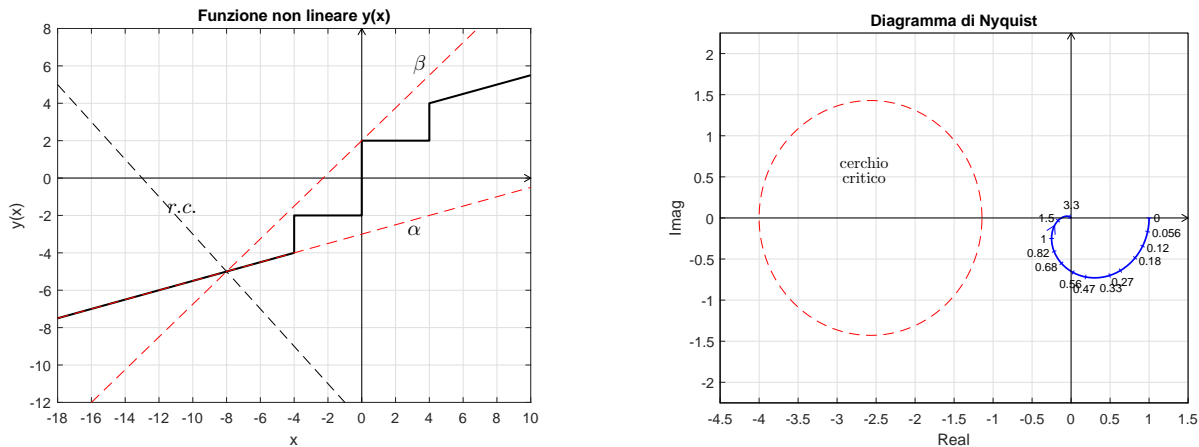 Funzione non lineare y(x)
8
6
4
2
0
-2
-4
-6
-8
-10
-12
y(x)
β
α
r.c.
-18 -16 -14 -12 -10 -8 -6 -4 -2 0 2 4 6 8 10
x
Diagramma di Nyquist
2
1.5
1
0.5
0
-0.5
-1
-1.5
-2
Imag
cerchio
critico
3.3
1.5
0
1
0.056
0.82
0.12
0.68
0.18
0.56
0.27
0.47
0.33
-4.5 -4 -3.5 -3 -2.5 -2 -1.5 -1 -0.5 0 0.5 1 1.5
Real